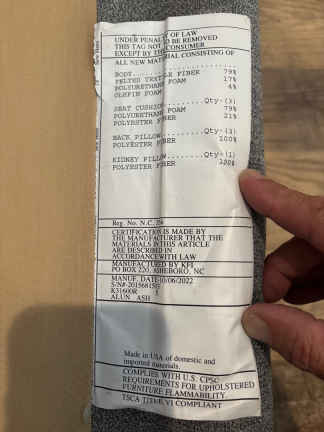 UNDER PENALTY OF LAW
THIS TAG NOT TO BE REMOVED
EXCEPT BY THE CONSUMER
ALL NEW MATERIAL CONSISTING OF
BODY
PELTED TEXTILE FIBER 79%
POLYURETHANE FOAM 17%
OLEFIN FOAM 4%
SEAT CUSHION.........Qty-(3)
POLYURETHANE FOAM 79%
POLYESTER FIBER 21%
BACK PILLOW..........Qty-(3)
POLYESTER FIBER 100%
KIDNEY PILLOW........Qty-(1)
POLYESTER FIBER 100%
Reg. No. N.C.
CERTIFICATION IS MADE BY
THE MANUFACTURER THAT THE
MATERIALS IN THIS ARTICLE
ARE DESCRIBED IN
ACCORDANCE WITH LAW
MANUFACTURED BY KFI
PO BOX 220, ASHEBORO, NC
MANUF. DATE-10/06/2022
S/N#
K31600R S
ALUN ASH
Made in USA of domestic and
imported materials.
COMPLIES WITH U.S. CPSC
REQUIREMENTS FOR UPHOLSTERED
FURNITURE FLAMMABILITY.
TSCA TITLE VI COMPLIANT